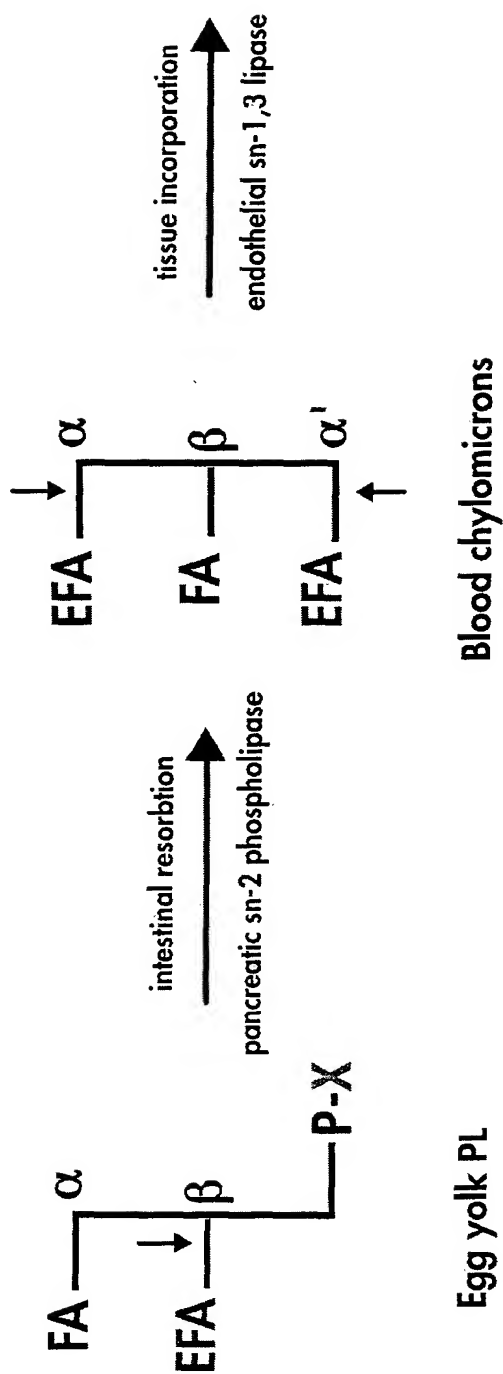 FA α
EFA β
P-X
Egg yolk PL
intestinal resorbtion
pancreatic sn-2 phospholipase
EFA α
FA β
EFA α'
Blood chylomicrons
tissue incorporation
endothelial sn-1,3 lipase